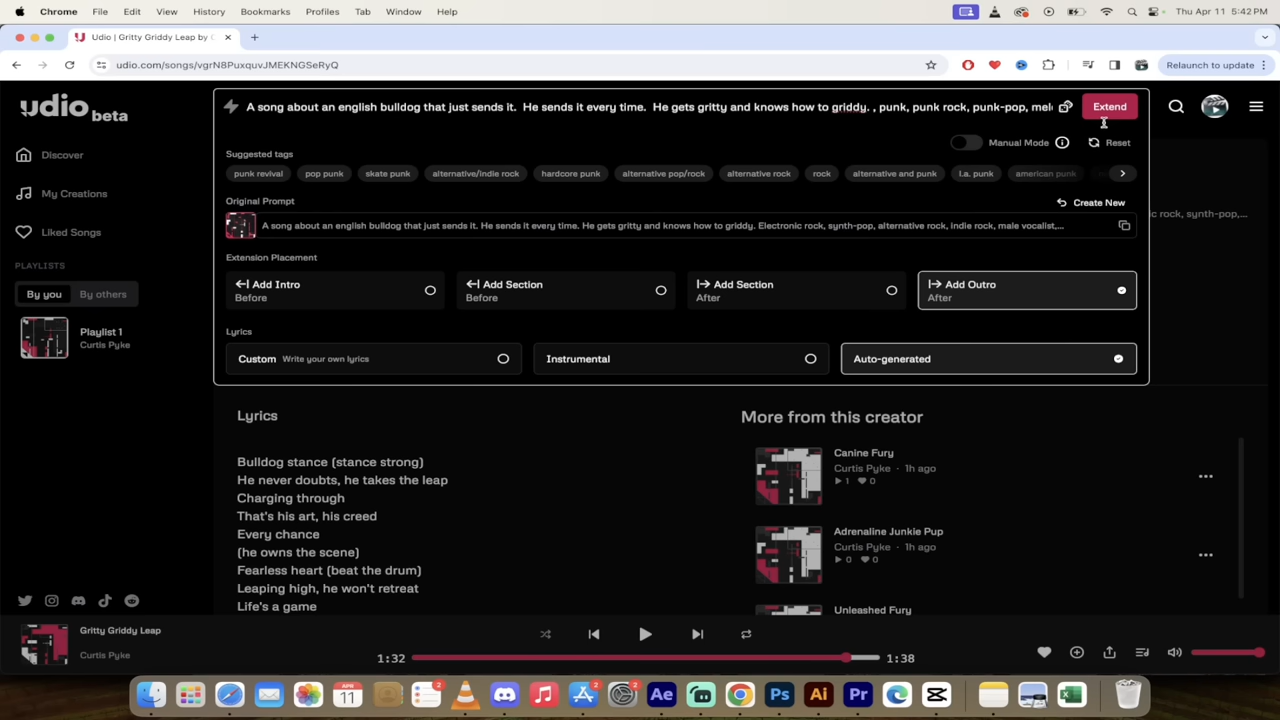 Chrome File Edit View History Bookmarks Profiles Tab Window Help
Thu Apr 11 5:42 PM
Udio | Gritty Griddy Leap by C
udio.com/songs/vgrN8PuxquvJMEKNGSeRyQ
Relaunch to update
udio beta
A song about an english bulldog that just sends it. He sends it every time. He gets gritty and knows how to griddy. , punk, punk rock, punk-pop, mel
Extend
Manual Mode
Reset
Discover
My Creations
Liked Songs
PLAYLISTS
By you
By others
Playlist 1
Curtis Pyke
Suggested tags
punk revival
pop punk
skate punk
alternative/indie rock
hardcore punk
alternative pop/rock
alternative rock
rock
alternative and punk
l.a. punk
american punk
Original Prompt
Create New
A song about an english bulldog that just sends it. He sends it every time. He gets gritty and knows how to griddy. Electronic rock, synth-pop, alternative rock, indie rock, male vocalist,...
c rock, synth-pop,...
Extension Placement
Add Intro
Before
Add Section
Before
Add Section
After
Add Outro
After
Lyrics
Custom Write your own lyrics
Instrumental
Auto-generated
Lyrics
Bulldog stance (stance strong)
He never doubts, he takes the leap
Charging through
That's his art, his creed
Every chance
(he owns the scene)
Fearless heart (beat the drum)
Leaping high, he won't retreat
Life's a game
More from this creator
Canine Fury
Curtis Pyke · 1h ago
1 0
Adrenaline Junkie Pup
Curtis Pyke · 1h ago
0 0
Unleashed Fury
Gritty Griddy Leap
Curtis Pyke
1:32
1:38
APR
11
2
2
2
Ae
Ps
Ai
Pr